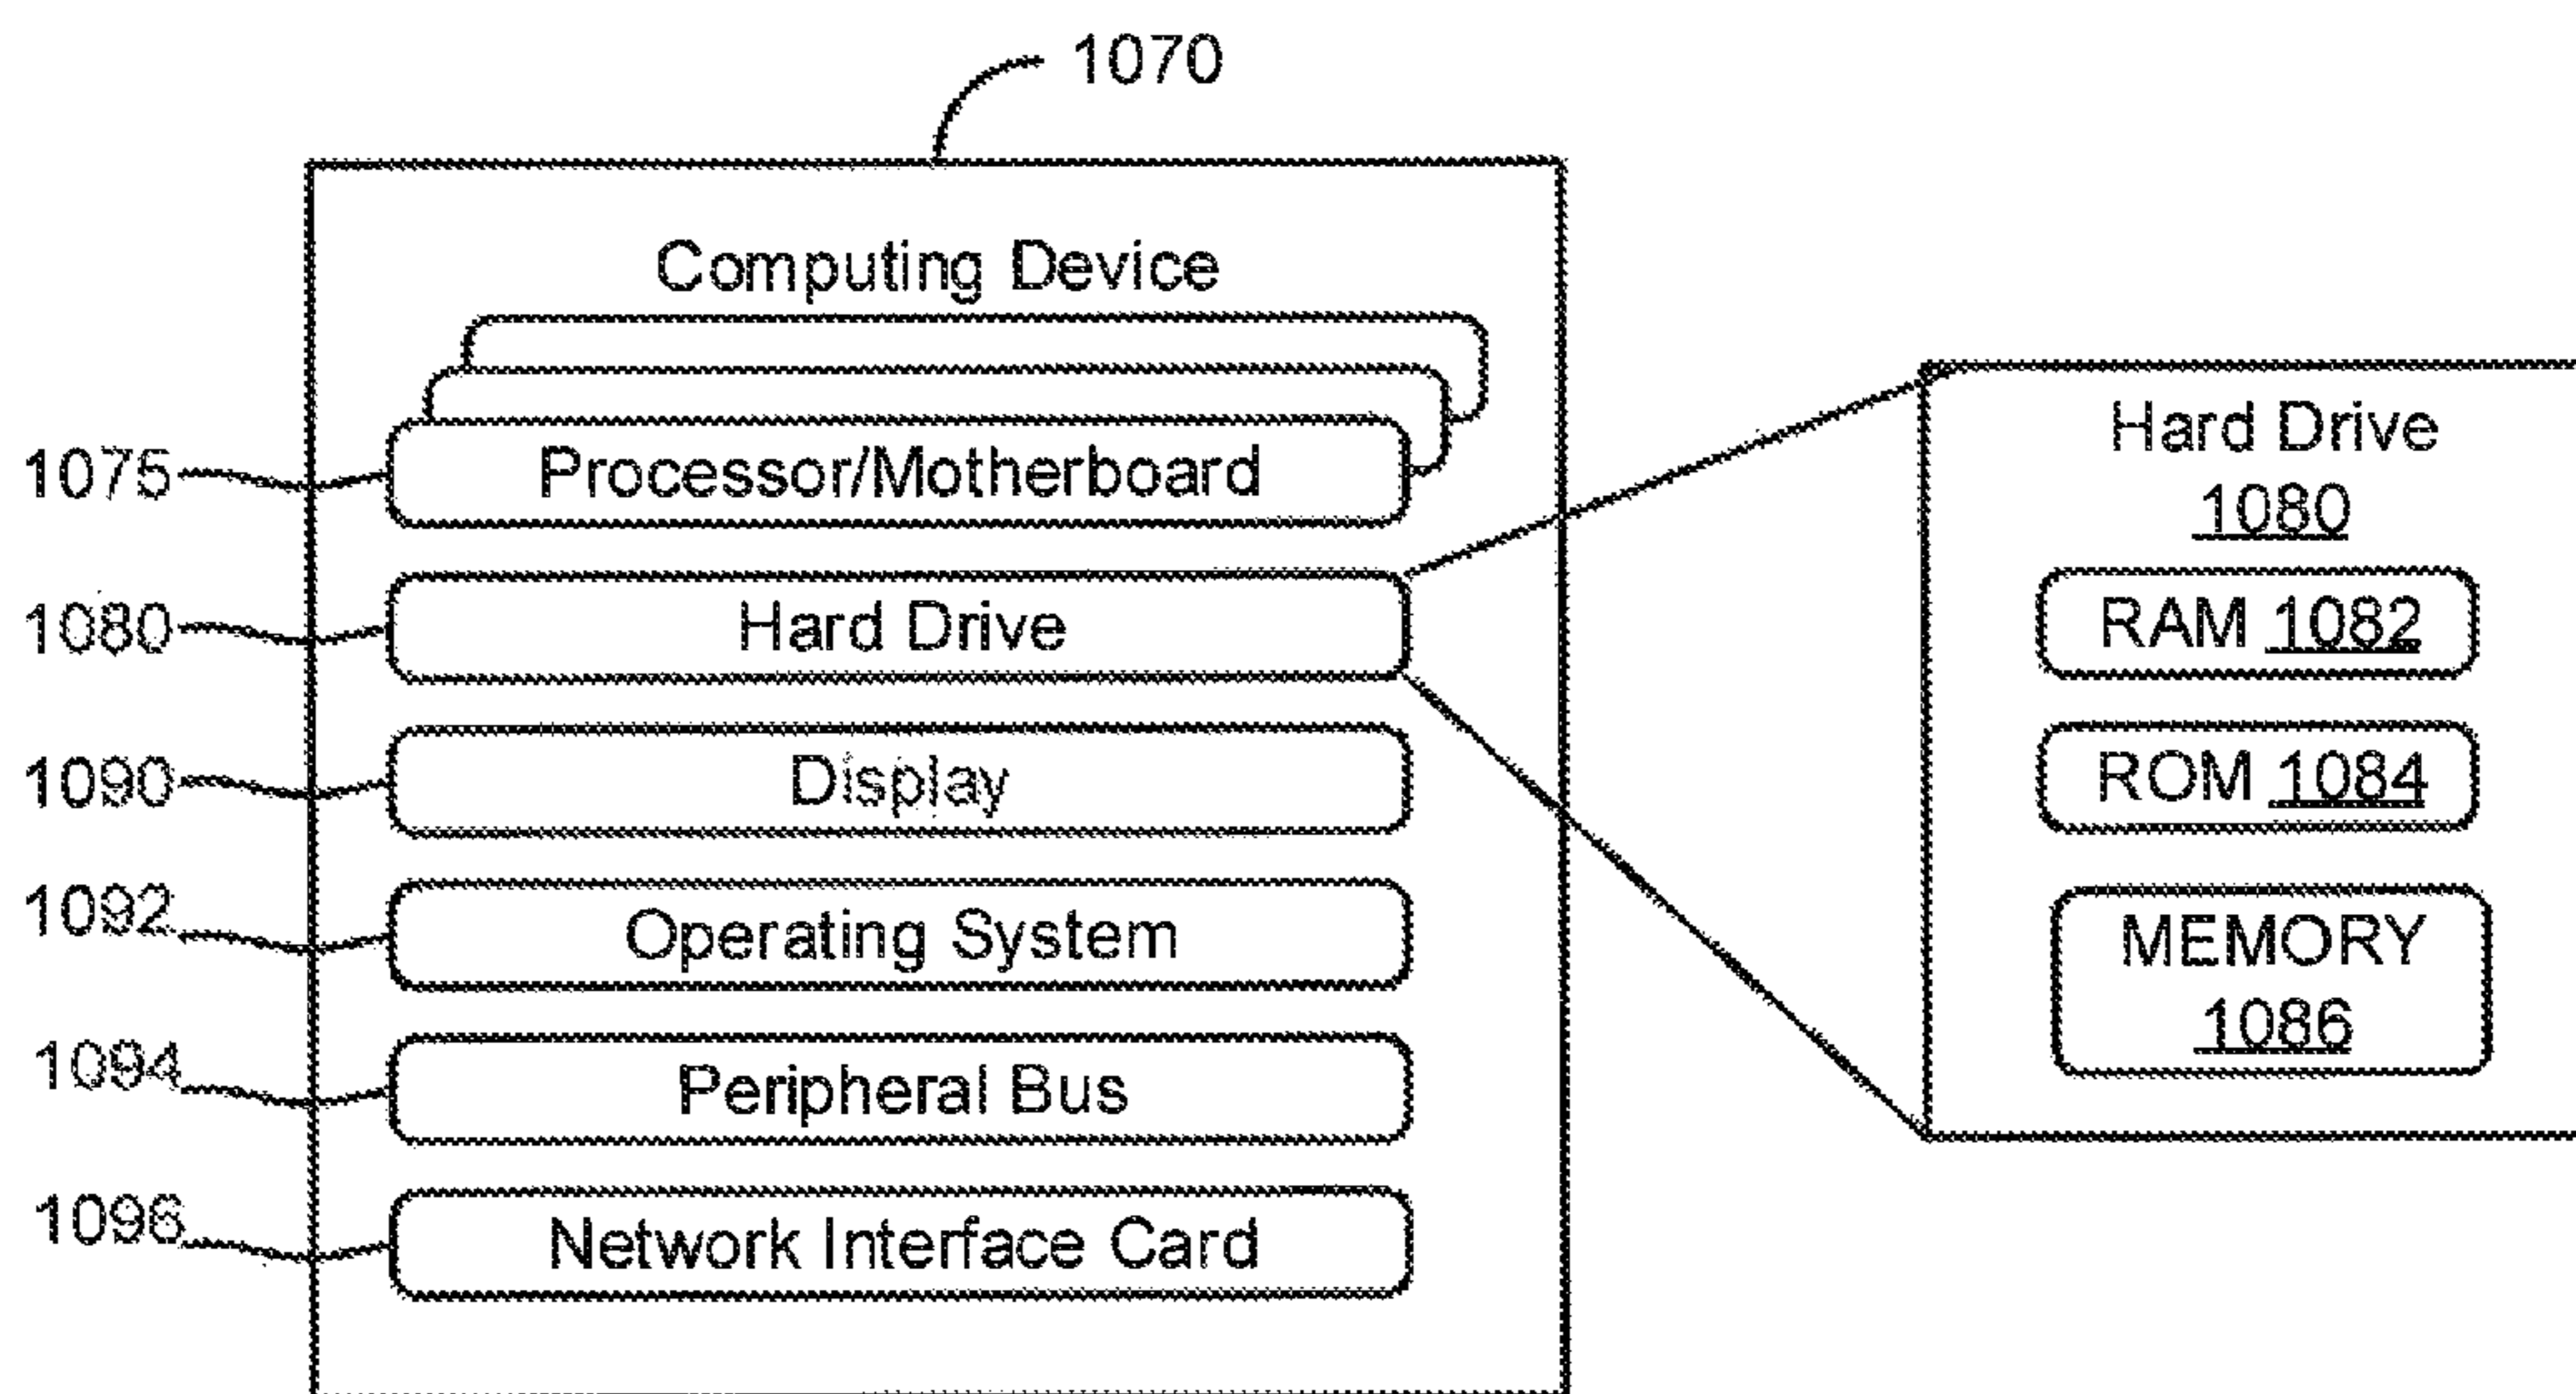 1070
Computing Device
1075 Processor/Motherboard
1080 Hard Drive
1090 Display
1092 Operating System
1094 Peripheral Bus
1096 Network Interface Card
Hard Drive
1080
RAM 1082
ROM 1084
MEMORY
1086